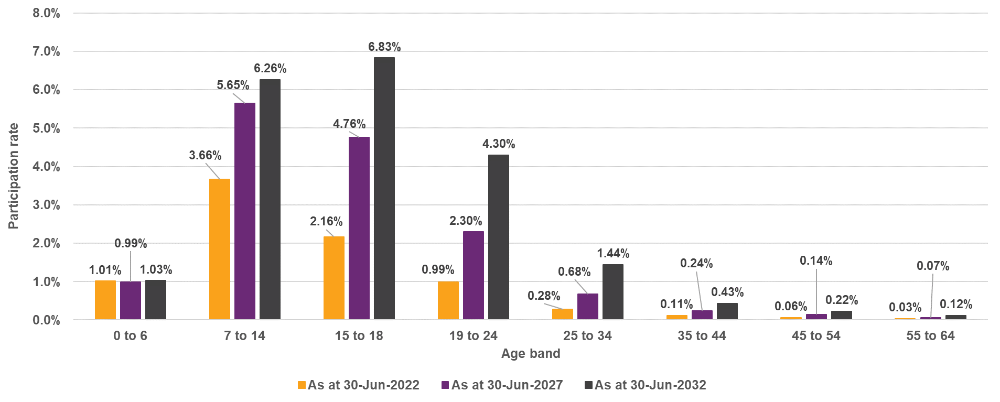 8.0%
7.0%
6.0%
5.0%
4.0%
3.0%
2.0%
1.0%
0.0%
Participation rate
1.01% 0.99% 1.03%
3.66% 5.65% 6.26%
2.16% 4.76% 6.83%
0.99% 2.30% 4.30%
0.28% 0.68% 1.44%
0.11% 0.24% 0.43%
0.06% 0.14% 0.22%
0.03% 0.07% 0.12%
0 to 6 7 to 14 15 to 18 19 to 24 25 to 34 35 to 44 45 to 54 55 to 64
Age band
As at 30-Jun-2022 As at 30-Jun-2027 As at 30-Jun-2032